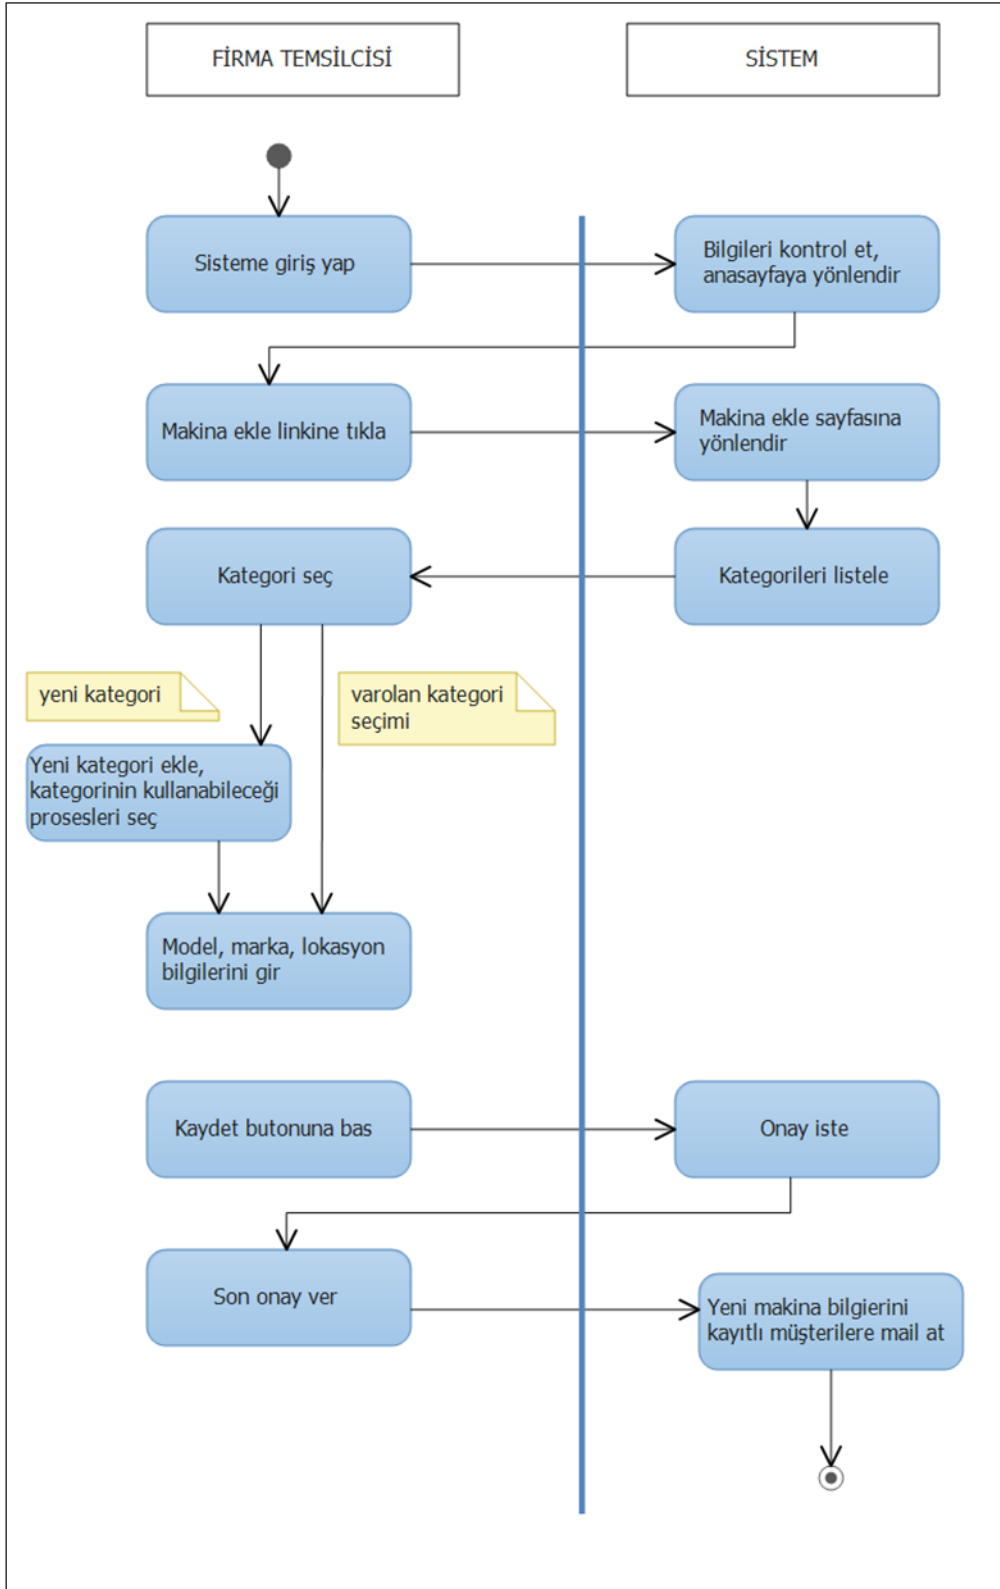 FİRMA TEMSİLCİSİ
SİSTEM
Sisteme giriş yap
Bilgileri kontrol et,
anasayfaya yönlendir
Makina ekle linkine tıkla
Makina ekle sayfasına
yönlendir
Kategori seç
Kategorileri listele
yeni kategori
varolan kategori
seçimi
Yeni kategori ekle,
kategorinin kullanabileceği
prosesleri seç
Model, marka, lokasyon
bilgilerini gir
Kaydet butonuna bas
Onay iste
Son onay ver
Yeni makina bilgierini
kayıtlı müşterilere mail at